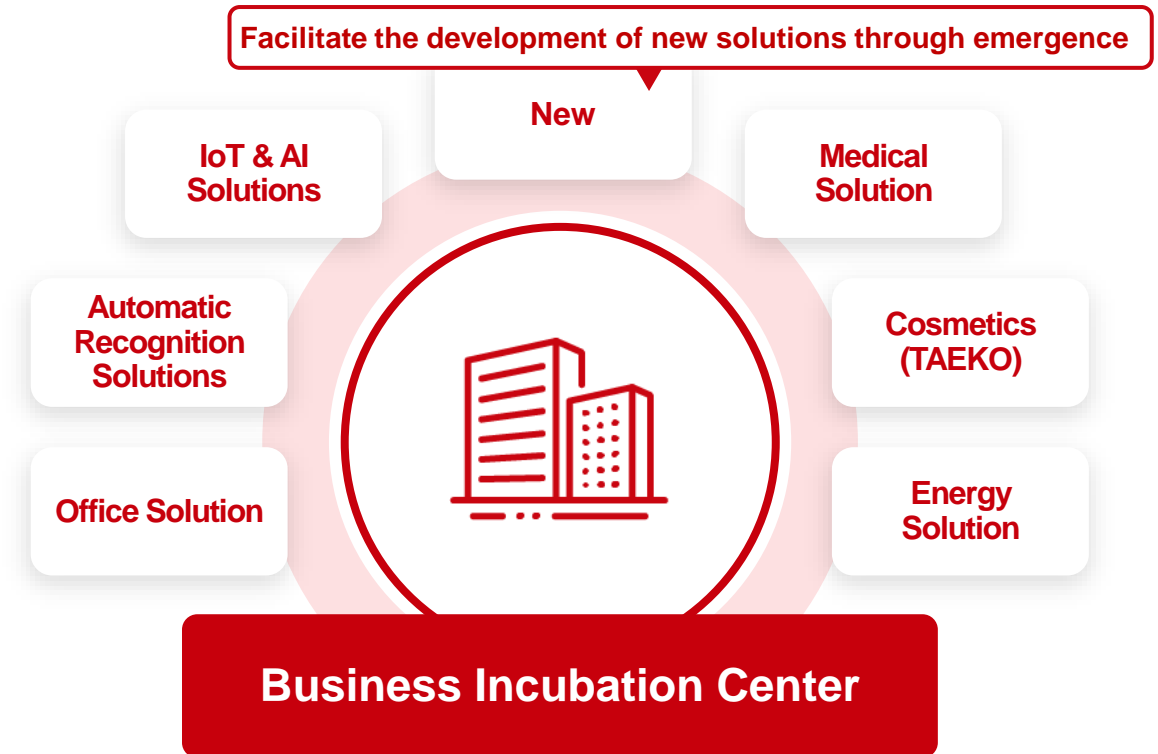 Facilitate the development of new solutions through emergence
New
IoT & AI
Solutions
Medical
Solution
Automatic
Recognition
Solutions
Cosmetics
(TAEKO)
Office Solution
Energy
Solution
Business Incubation Center